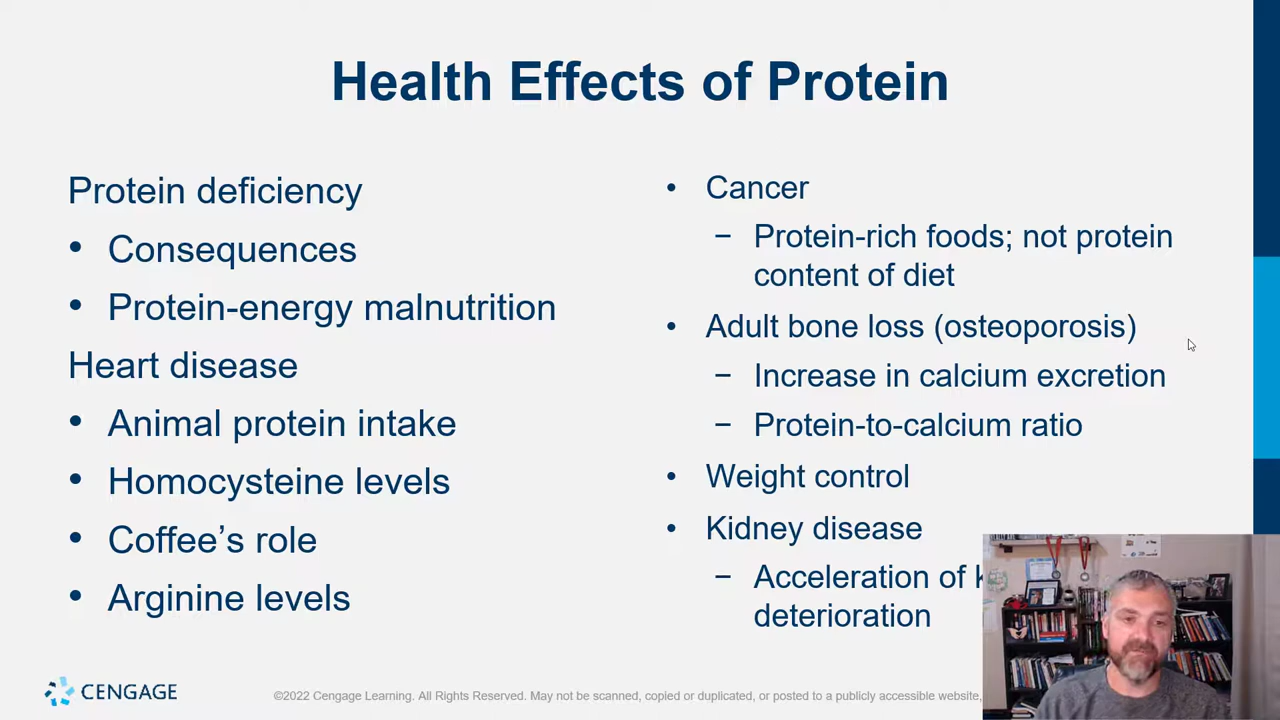 Health Effects of Protein
Protein deficiency
• Consequences
• Protein-energy malnutrition
Heart disease
• Animal protein intake
• Homocysteine levels
• Coffee’s role
• Arginine levels
• Cancer
− Protein-rich foods; not protein
content of diet
• Adult bone loss (osteoporosis)
− Increase in calcium excretion
− Protein-to-calcium ratio
• Weight control
• Kidney disease
− Acceleration of
deterioration
CENGAGE
©2022 Cengage Learning. All Rights Reserved. May not be scanned, copied or duplicated, or posted to a publicly accessible website,